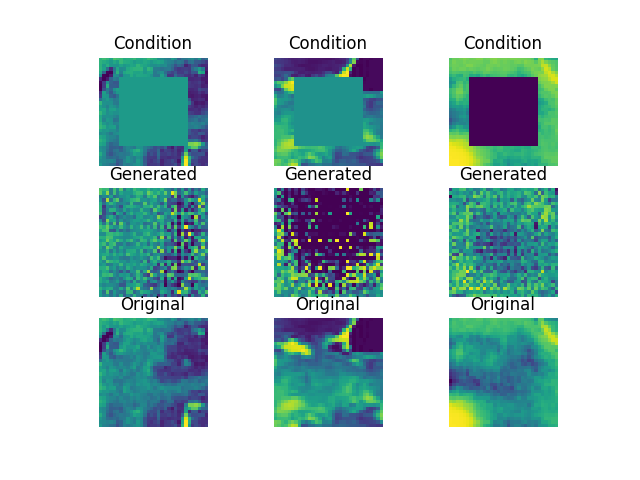 Condition Condition Condition
Generated Generated Generated
Original Original Original